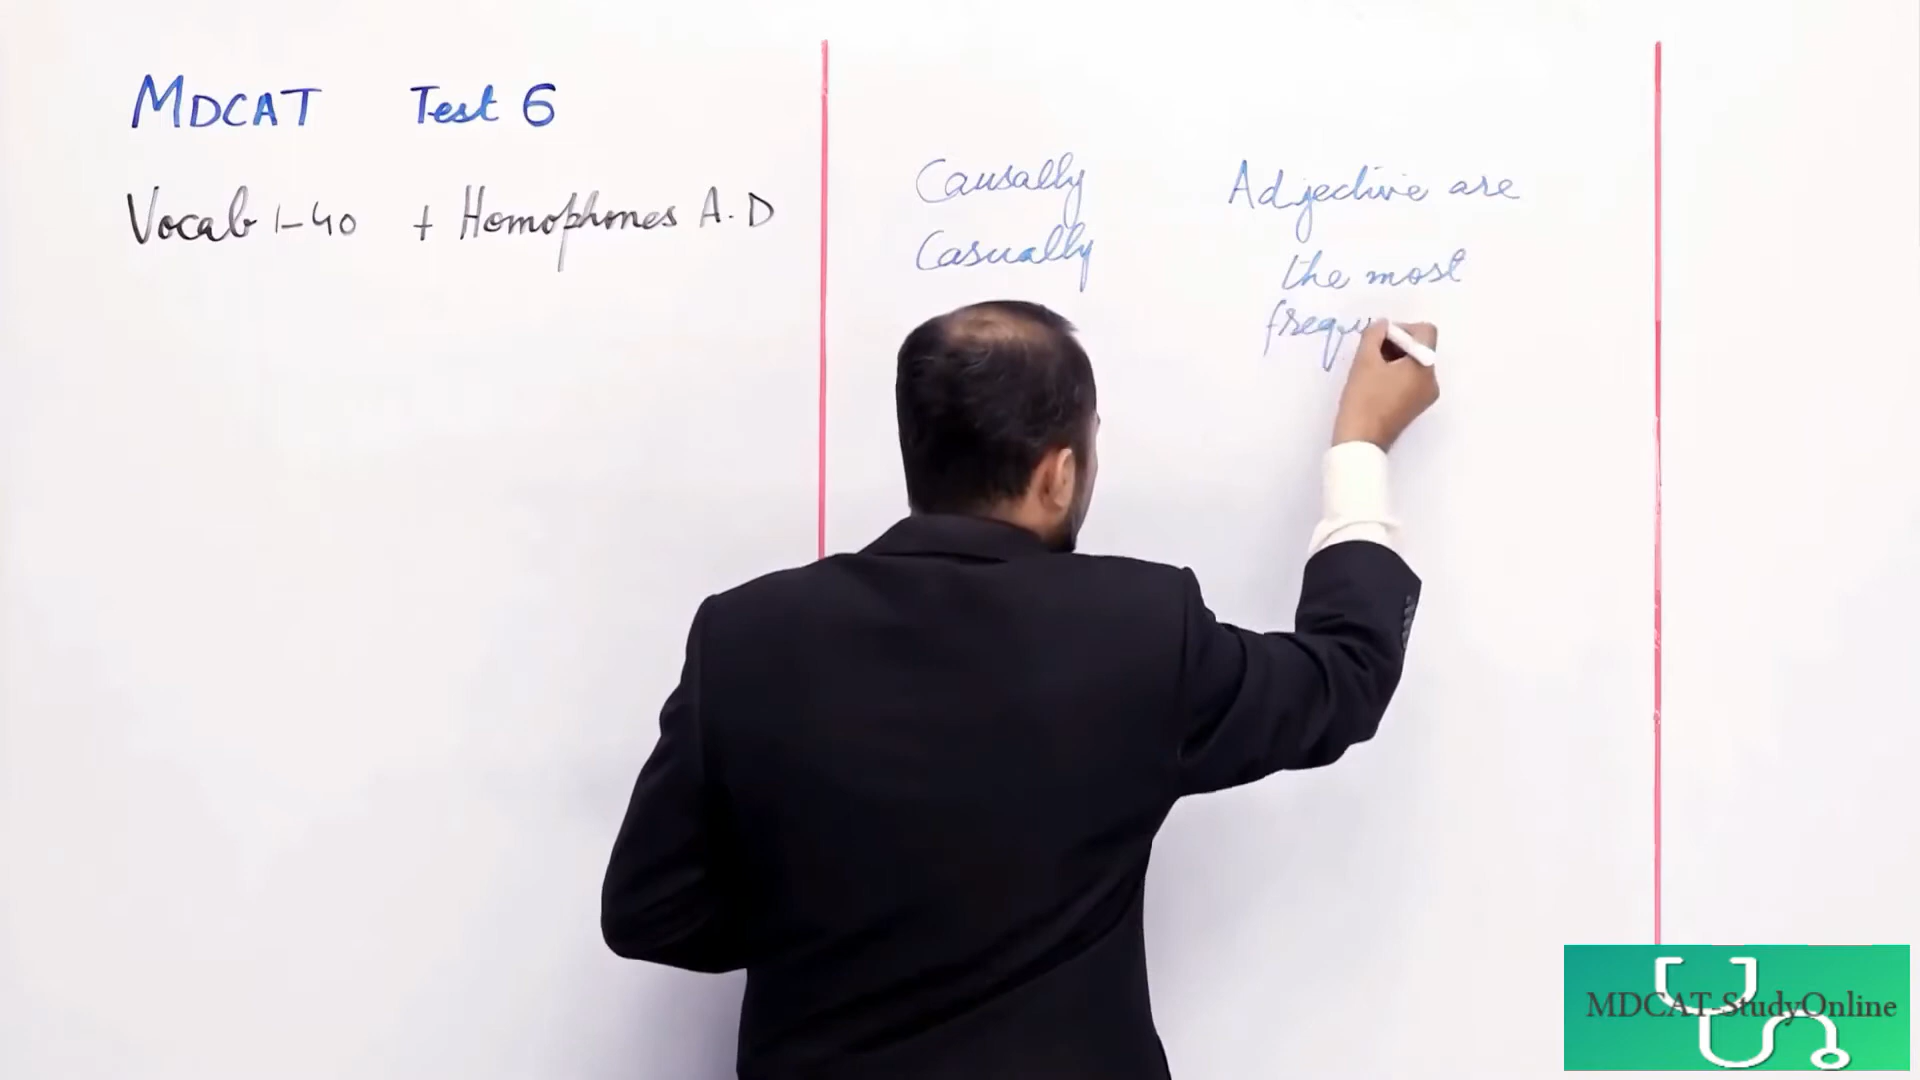 MDCAT Test 6
Vocab 1-40 + Homophones A-D
Causally
Casually
Adjective are
the most
frequ
MDCAT-StudyOnline